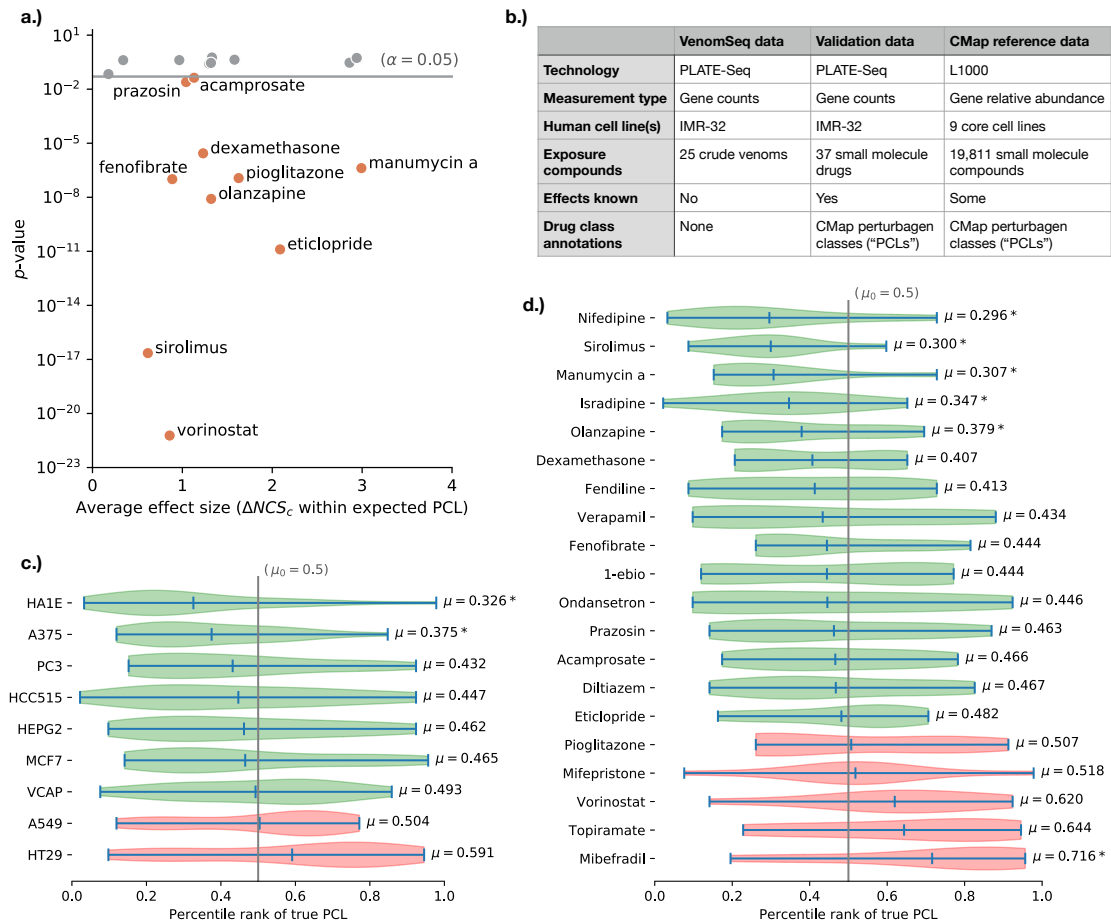 a.)
10^1
10^-2
10^-5
10^-8
10^-11
10^-14
10^-17
10^-20
10^-23
p-value
(α = 0.05)
prazosin
acamprosate
dexamethasone
fenofibrate
pioglitazone
manumycin a
olanzapine
eticlopride
sirolimus
vorinostat
0 1 2 3 4
Average effect size (ΔNCS_c within expected PCL)
b.)
VenomSeq data Validation data CMap reference data
Technology PLATE-Seq PLATE-Seq L1000
Measurement type Gene counts Gene counts Gene relative abundance
Human cell line(s) IMR-32 IMR-32 9 core cell lines
Exposure 25 crude venoms 37 small molecule 19,811 small molecule
compounds drugs compounds
Effects known No Yes Some
Drug class None CMap perturbagen CMap perturbagen
annotations classes (“PCLs”) classes (“PCLs”)
c.)
(μ₀ = 0.5)
HA1E μ = 0.326 *
A375 μ = 0.375 *
PC3 μ = 0.432
HCC515 μ = 0.447
HEPG2 μ = 0.462
MCF7 μ = 0.465
VCAP μ = 0.493
A549 μ = 0.504
HT29 μ = 0.591
0.0 0.2 0.4 0.6 0.8 1.0
Percentile rank of true PCL
d.)
(μ₀ = 0.5)
Nifedipine μ = 0.296 *
Sirolimus μ = 0.300 *
Manumycin a μ = 0.307 *
Isradipine μ = 0.347 *
Olanzapine μ = 0.379 *
Dexamethasone μ = 0.407
Fendiline μ = 0.413
Verapamil μ = 0.434
Fenofibrate μ = 0.444
1-ebio μ = 0.444
Ondansetron μ = 0.446
Prazosin μ = 0.463
Acamprosate μ = 0.466
Diltiazem μ = 0.467
Eticlopride μ = 0.482
Pioglitazone μ = 0.507
Mifepristone μ = 0.518
Vorinostat μ = 0.620
Topiramate μ = 0.644
Mibefradil μ = 0.716 *
0.0 0.2 0.4 0.6 0.8 1.0
Percentile rank of true PCL